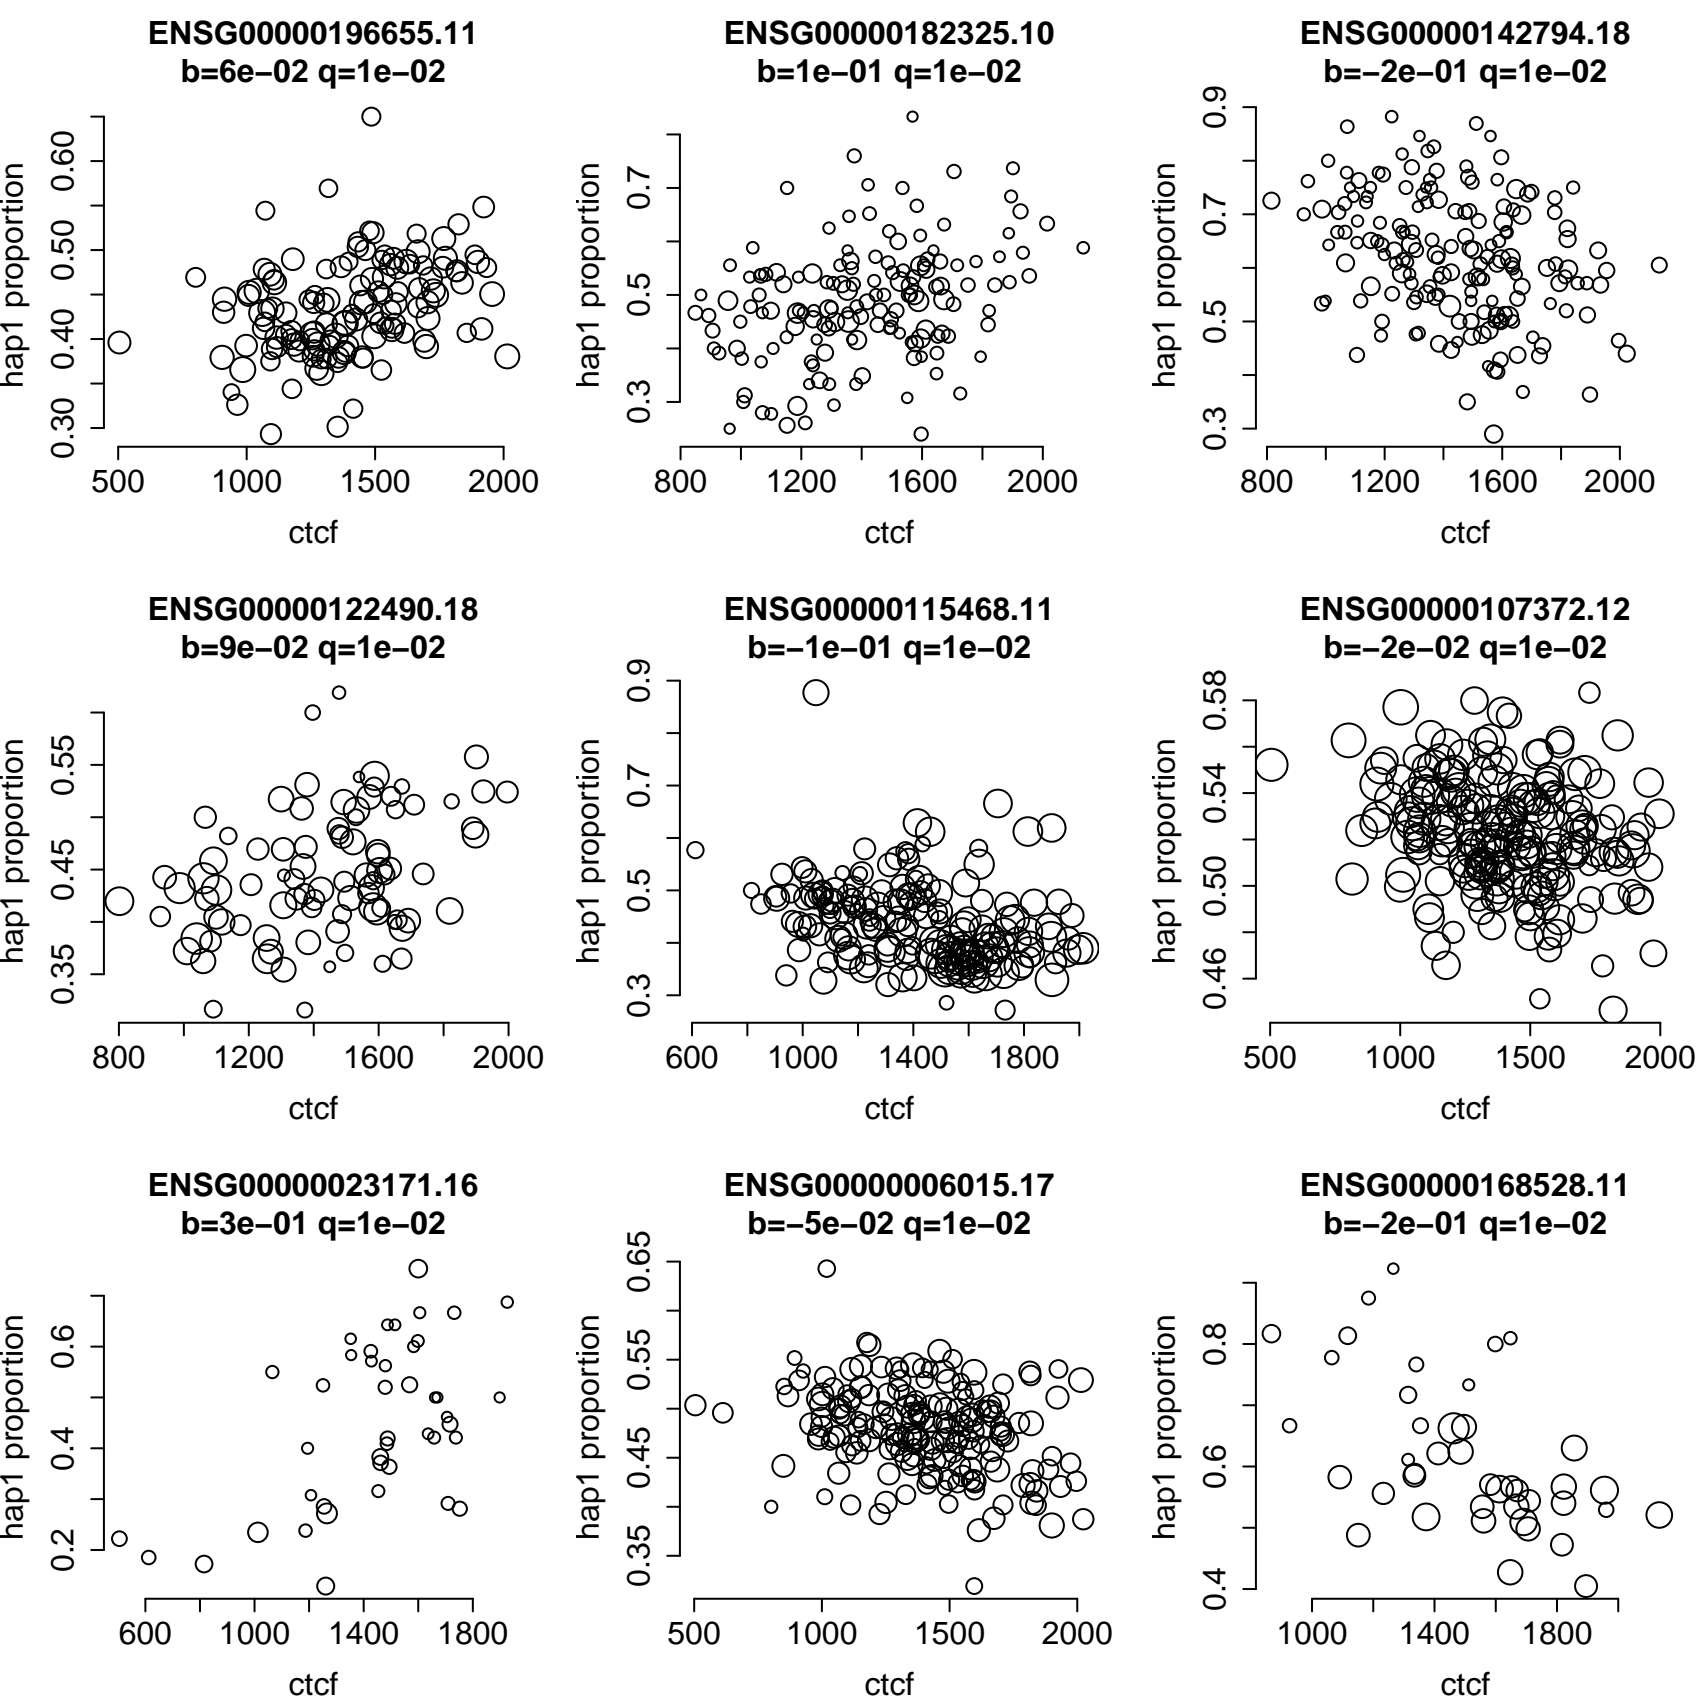 ENSG00000196655.11
b=6e−02 q=1e−02
hap1 proportion
0.30 0.40 0.50 0.60
500 1000 1500 2000
ctcf
ENSG00000182325.10
b=1e−01 q=1e−02
hap1 proportion
0.3 0.5 0.7
800 1200 1600 2000
ctcf
ENSG00000142794.18
b=−2e−01 q=1e−02
hap1 proportion
0.3 0.5 0.7 0.9
800 1200 1600 2000
ctcf
ENSG00000122490.18
b=9e−02 q=1e−02
hap1 proportion
0.35 0.45 0.55
800 1200 1600 2000
ctcf
ENSG00000115468.11
b=−1e−01 q=1e−02
hap1 proportion
0.3 0.5 0.7 0.9
600 1000 1400 1800
ctcf
ENSG00000107372.12
b=−2e−02 q=1e−02
hap1 proportion
0.46 0.50 0.54 0.58
500 1000 1500 2000
ctcf
ENSG00000023171.16
b=3e−01 q=1e−02
hap1 proportion
0.2 0.4 0.6
600 1000 1400 1800
ctcf
ENSG00000006015.17
b=−5e−02 q=1e−02
hap1 proportion
0.35 0.45 0.55 0.65
500 1000 1500 2000
ctcf
ENSG00000168528.11
b=−2e−01 q=1e−02
hap1 proportion
0.4 0.6 0.8
1000 1400 1800
ctcf